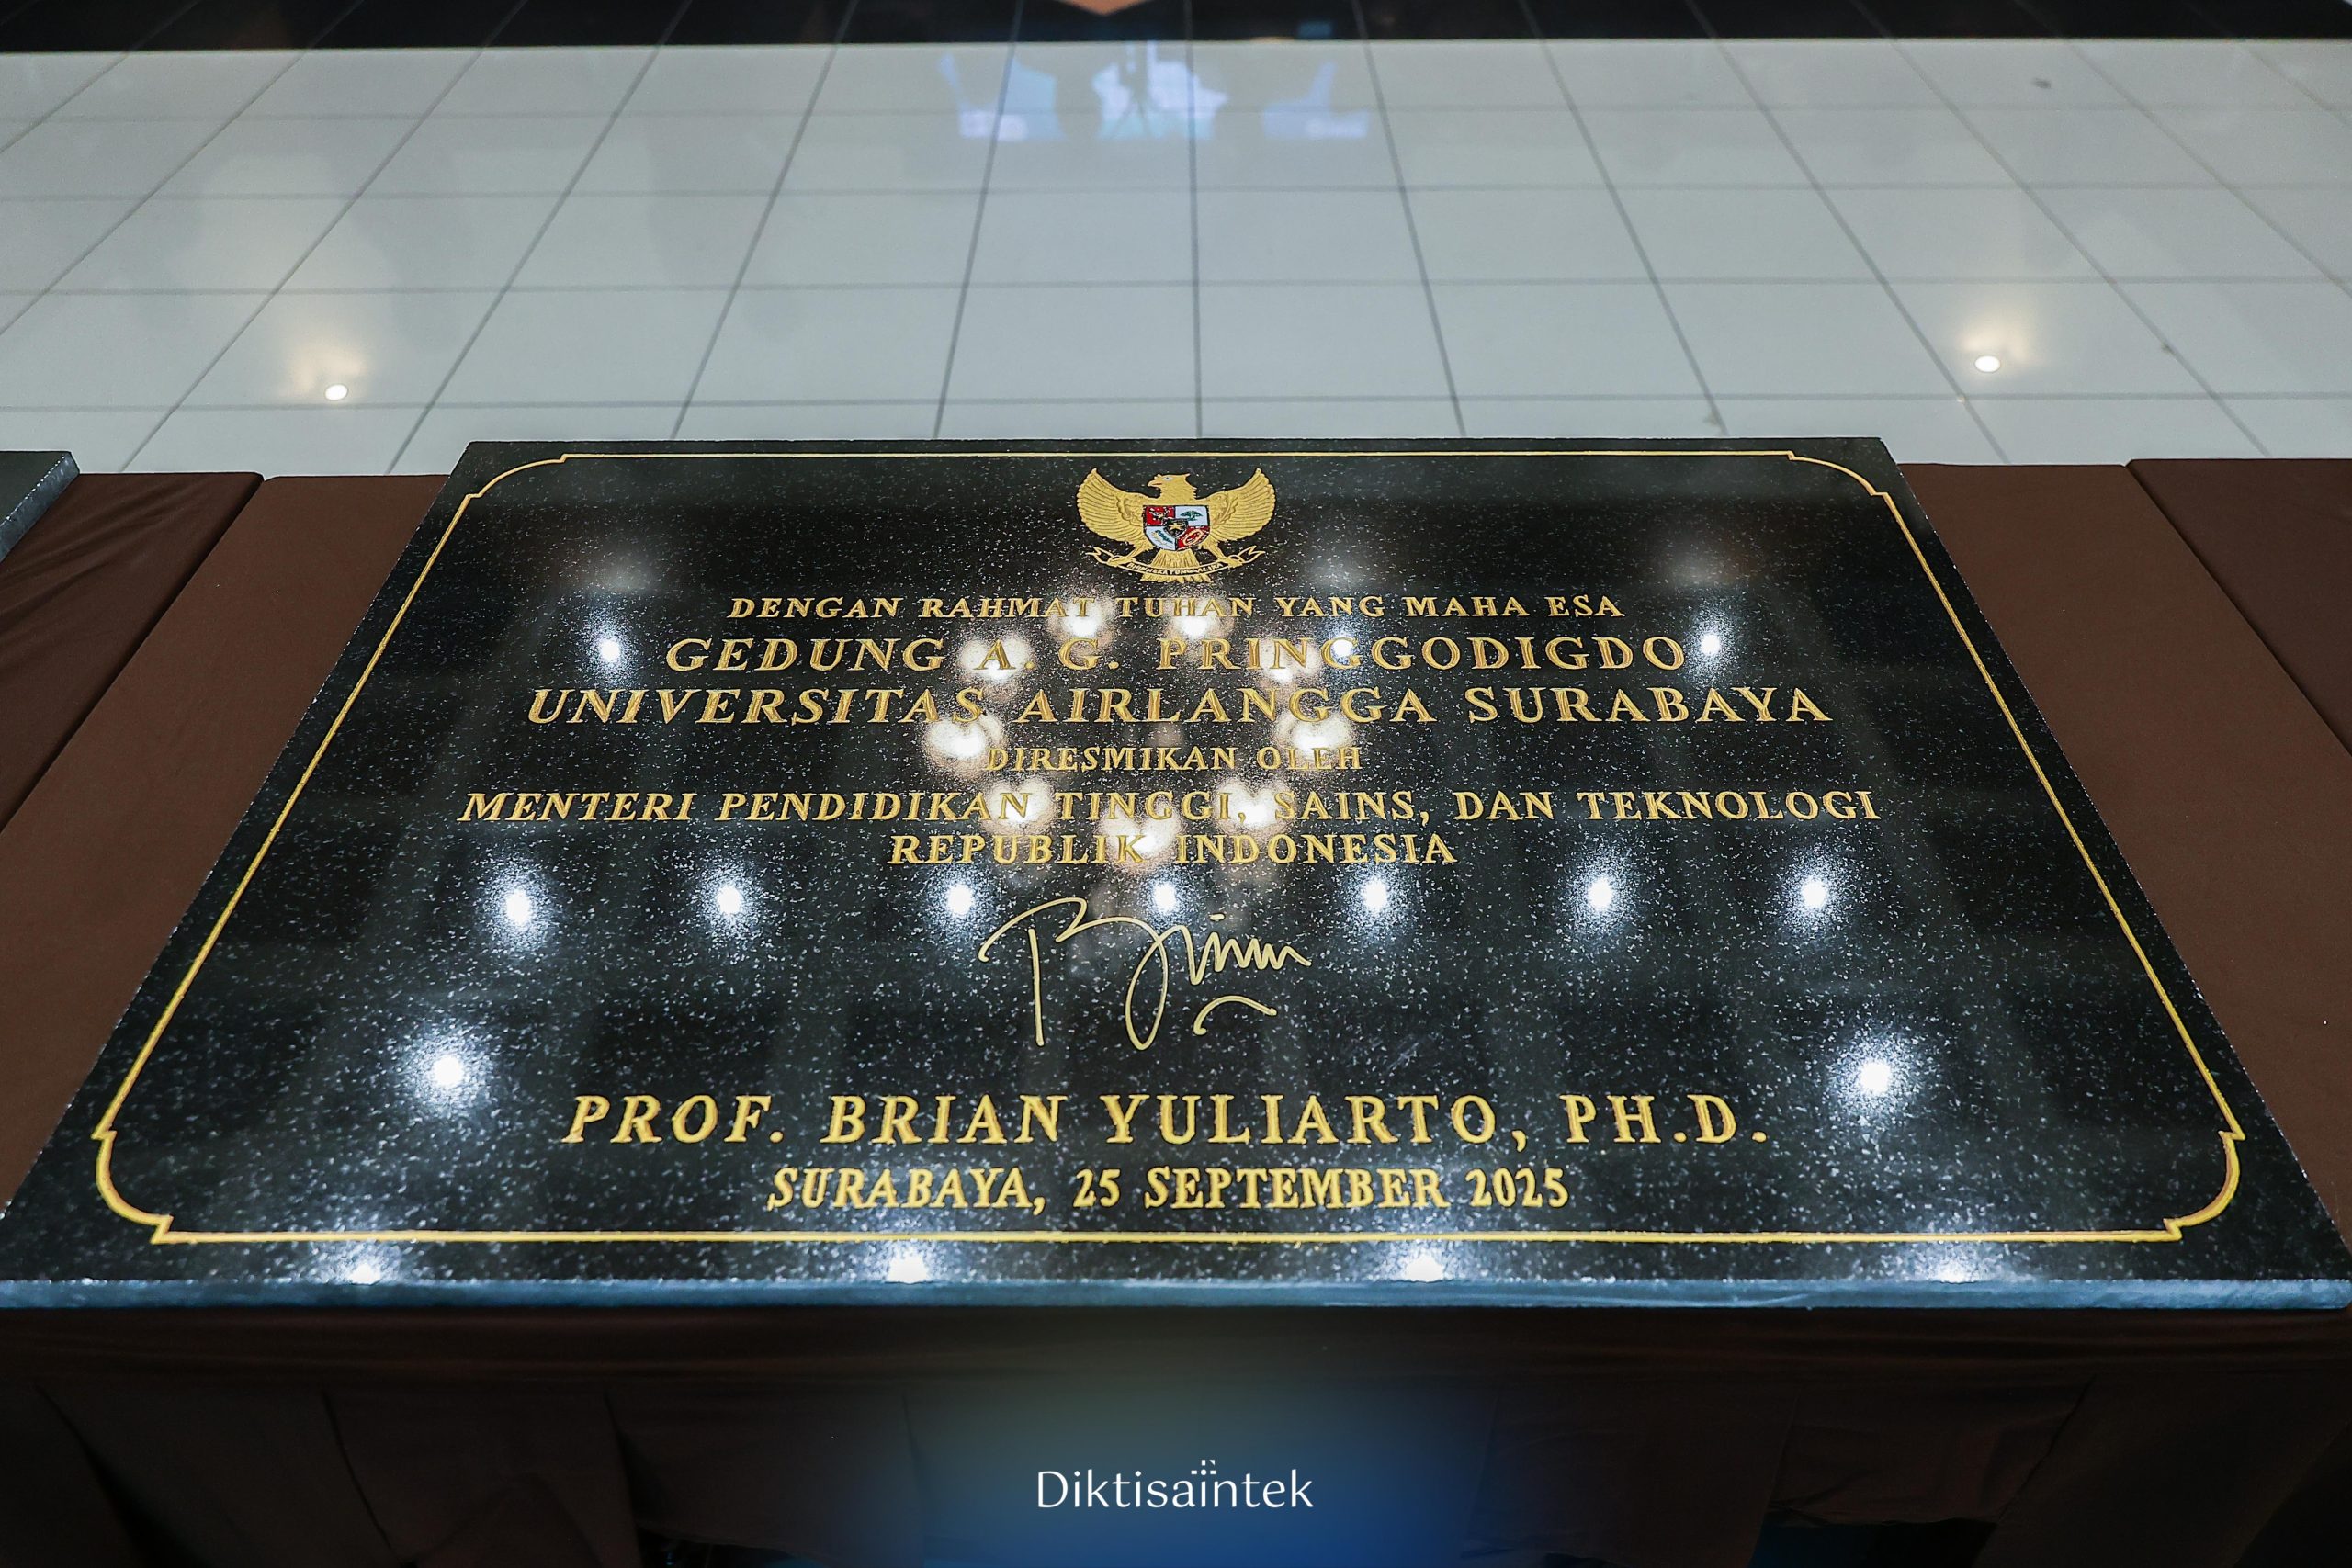 DENGAN RAHMAT TUHAN YANG MAHA ESA
GEDUNG A. G. PRINGGODIGDO
UNIVERSITAS AIRLANGGA SURABAYA
DIRESMIKAN OLEH
MENTERI PENDIDIKAN TINGGI, SAINS, DAN TEKNOLOGI
REPUBLIK INDONESIA
PROF. BRIAN YULIARTO, PH.D.
SURABAYA, 25 SEPTEMBER 2025
Diktisaintek